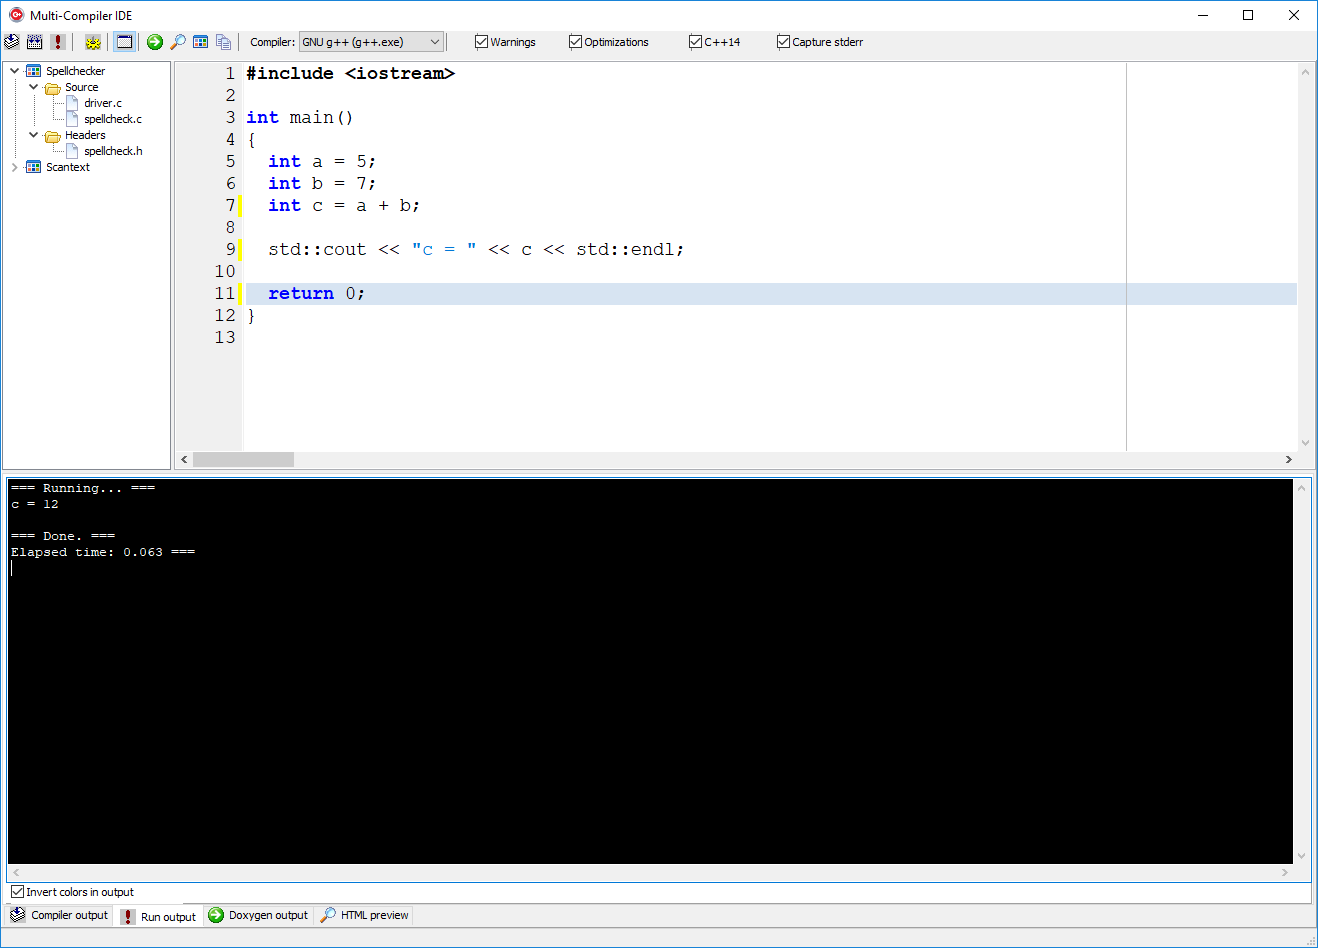 Multi-Compiler IDE
Compiler: GNU g++ (g++.exe) Warnings Optimizations C++14 Capture stderr
Spellchecker
Source
driver.c
spellcheck.c
Headers
spellcheck.h
Scantext
1 #include <iostream>
2
3 int main()
4 {
5 int a = 5;
6 int b = 7;
7 int c = a + b;
8
9 std::cout << "c = " << c << std::endl;
10
11 return 0;
12 }
13
=== Running... ===
c = 12
=== Done. ===
Elapsed time: 0.063 ===
Invert colors in output
Compiler output Run output Doxygen output HTML preview